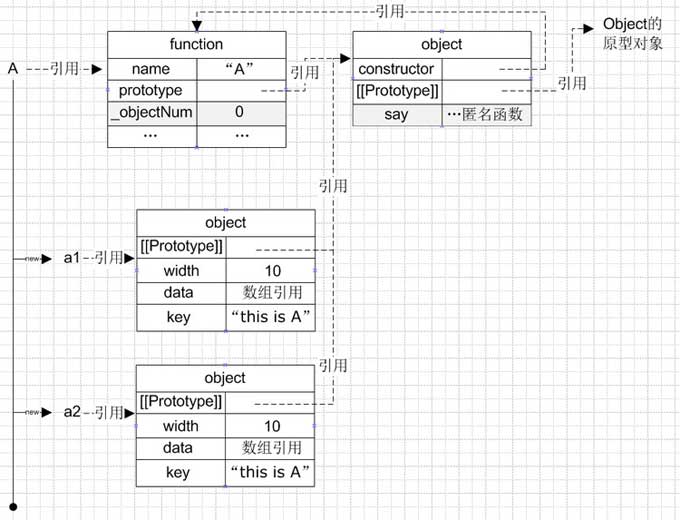 引用
Object的
原型对象
function
object
A
引用
name
“A”
引用
constructor
prototype
[[Prototype]]
引用
_objectNum
0
say
…匿名函数
…
…
引用
object
[[Prototype]]
new
a1
引用
width
10
data
数组引用
key
“this is A”
引用
object
[[Prototype]]
new
a2
引用
width
10
data
数组引用
key
“this is A”